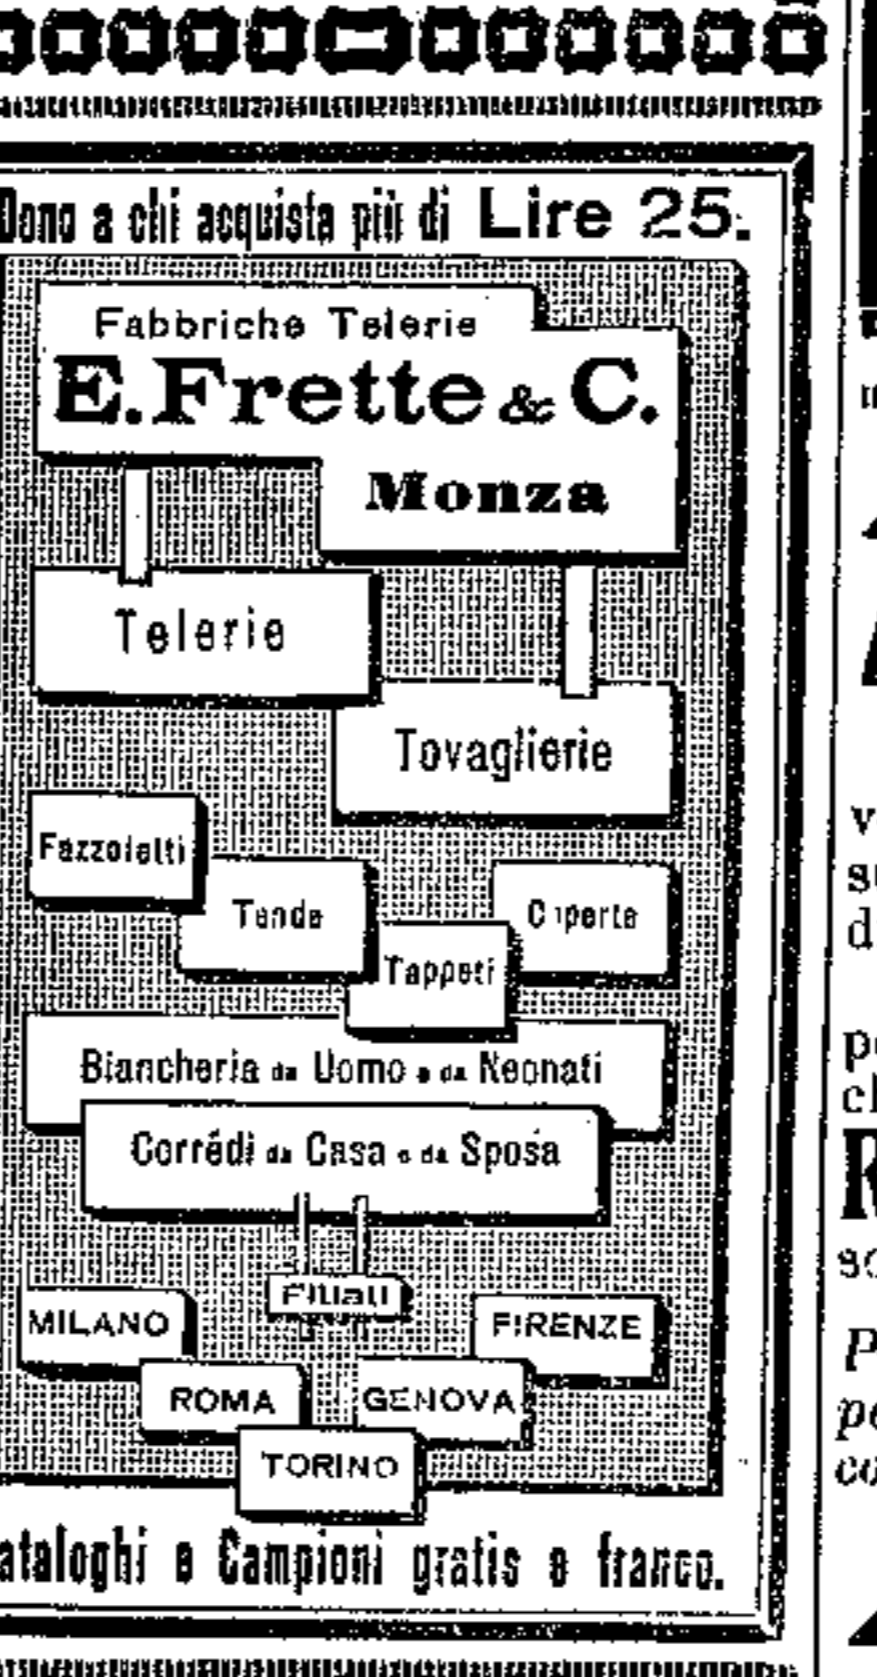 Dono a chi acquista più di Lire 25.
Fabbriche Telerie
E. Frette & C.
Monza
Telerie
Tovaglierie
Fazzoletti
Tende
Coperte
Tappeti
Biancheria da Uomo e da Neonati
Corrédi da Casa e da Sposa
Filiali
MILANO
FIRENZE
ROMA
GENOVA
TORINO
ataloghi e Campioni gratis e franco.